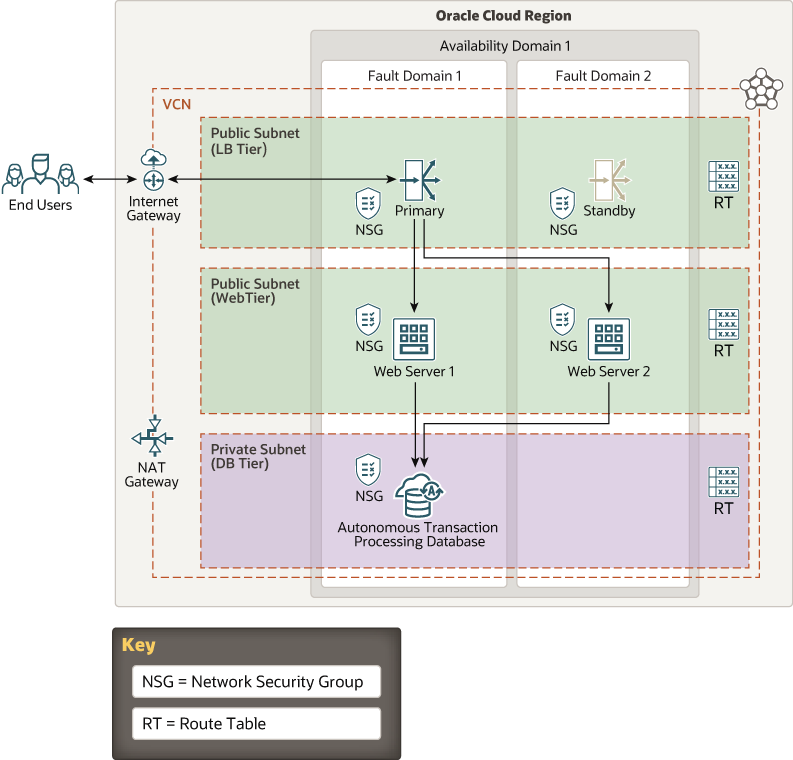 Oracle Cloud Region
Availability Domain 1
Fault Domain 1
Fault Domain 2
VCN
Public Subnet
(LB Tier)
End Users
Internet
Gateway
NSG
Primary
NSG
Standby
x.x.x.
x.x.x.
x.x.x.
RT
Public Subnet
(WebTier)
NSG
Web Server 1
NSG
Web Server 2
x.x.x.
x.x.x.
x.x.x.
RT
NAT
Gateway
Private Subnet
(DB Tier)
NSG
A
Autonomous Transaction
Processing Database
x.x.x.
x.x.x.
x.x.x.
RT
Key
NSG = Network Security Group
RT = Route Table